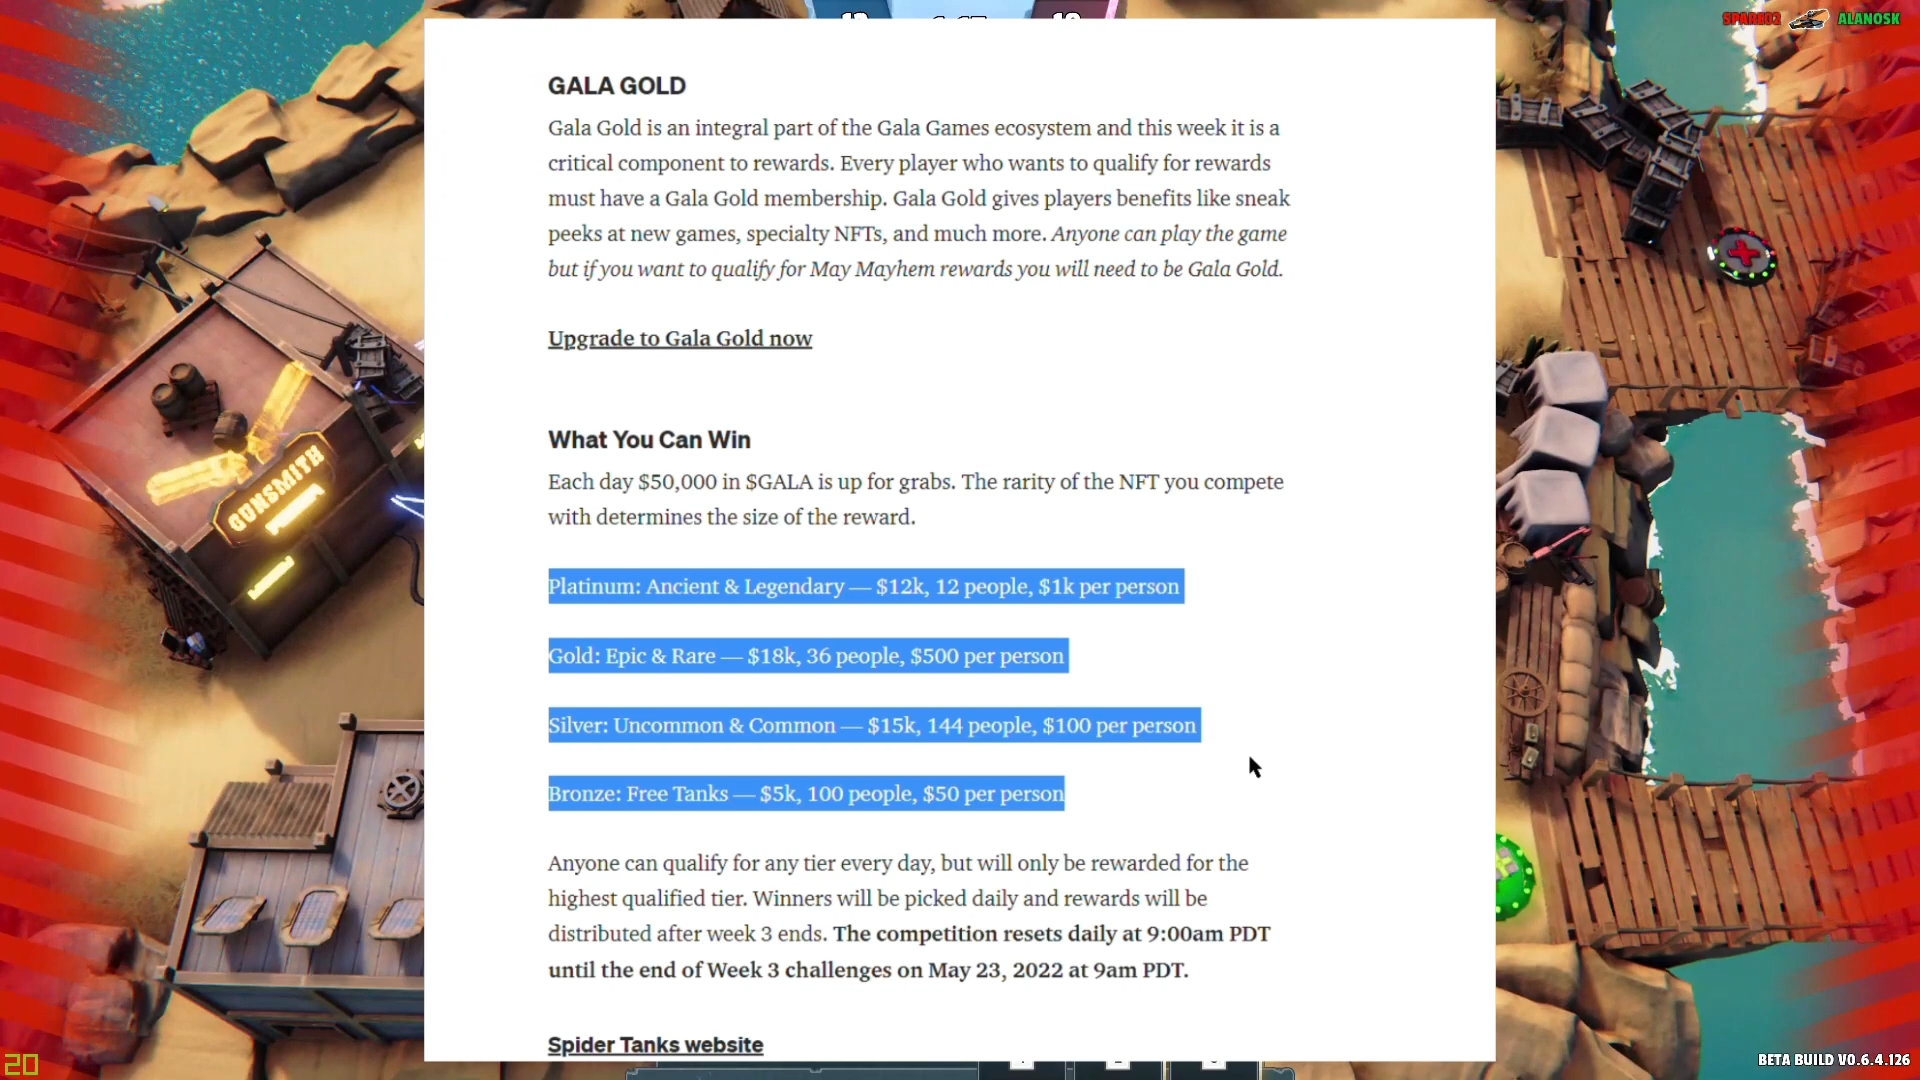 SPAR802 ALANOSK
GALA GOLD
Gala Gold is an integral part of the Gala Games ecosystem and this week it is a
critical component to rewards. Every player who wants to qualify for rewards
must have a Gala Gold membership. Gala Gold gives players benefits like sneak
peeks at new games, specialty NFTs, and much more. Anyone can play the game
but if you want to qualify for May Mayhem rewards you will need to be Gala Gold.
Upgrade to Gala Gold now
What You Can Win
Each day $50,000 in $GALA is up for grabs. The rarity of the NFT you compete
with determines the size of the reward.
GUNSMITH
Platinum: Ancient & Legendary — $12k, 12 people, $1k per person
Gold: Epic & Rare — $18k, 36 people, $500 per person
Silver: Uncommon & Common — $15k, 144 people, $100 per person
Bronze: Free Tanks — $5k, 100 people, $50 per person
Anyone can qualify for any tier every day, but will only be rewarded for the
highest qualified tier. Winners will be picked daily and rewards will be
distributed after week 3 ends. The competition resets daily at 9:00am PDT
until the end of Week 3 challenges on May 23, 2022 at 9am PDT.
Spider Tanks website
20
BETA BUILD V0.6.4.126